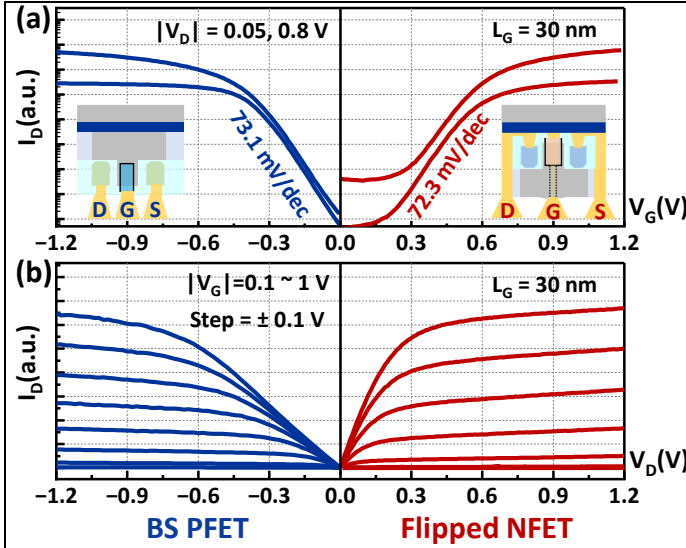 (a)
|V_D| = 0.05, 0.8 V
L_G = 30 nm
I_D(a.u.)
73.1 mV/dec
72.3 mV/dec
D G S
D G S
V_G(V)
−1.2 −0.9 −0.6 −0.3 0.0 0.3 0.6 0.9 1.2
(b)
|V_G|=0.1 ~ 1 V
L_G = 30 nm
Step = ± 0.1 V
I_D(a.u.)
V_D(V)
−1.2 −0.9 −0.6 −0.3 0.0 0.3 0.6 0.9 1.2
BS PFET
Flipped NFET